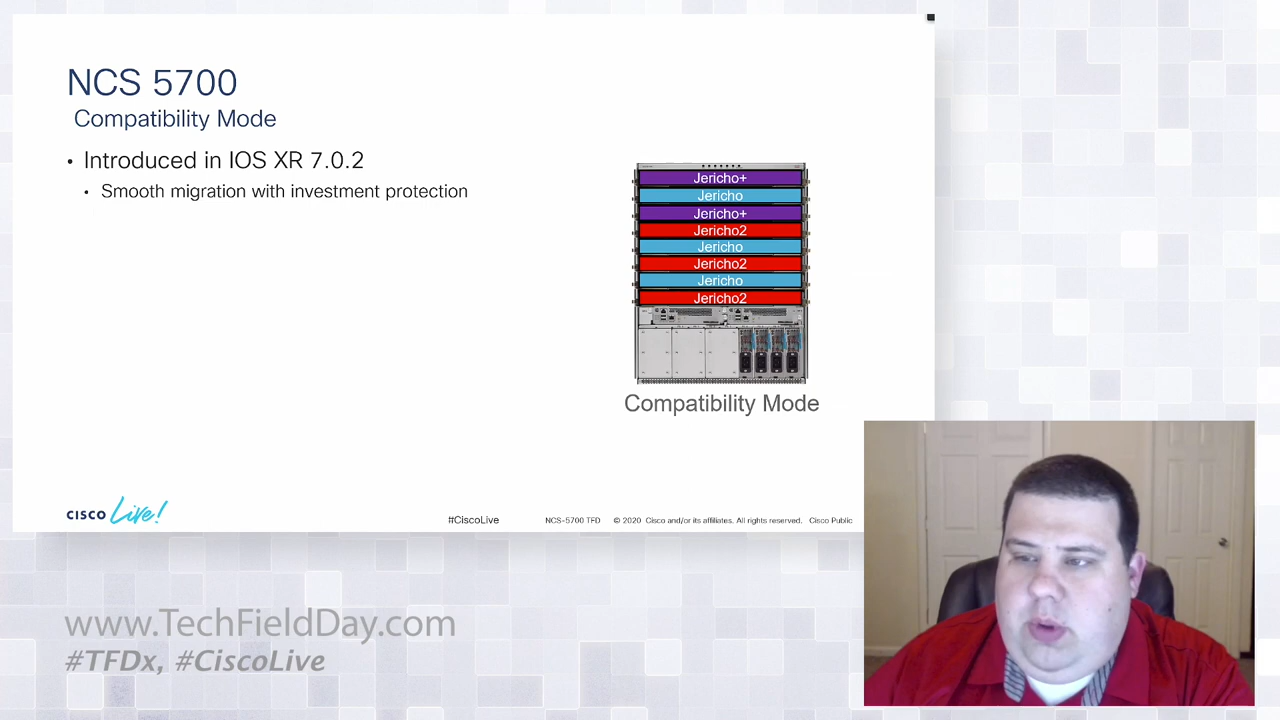 NCS 5700
Compatibility Mode
• Introduced in IOS XR 7.0.2
• Smooth migration with investment protection
Jericho+
Jericho
Jericho+
Jericho2
Jericho
Jericho2
Jericho
Jericho2
Compatibility Mode
CISCO Live!
#CiscoLive
NCS-5700 TFD
© 2020 Cisco and/or its affiliates. All rights reserved. Cisco Public
www.TechFieldDay.com
#TFDx, #CiscoLive